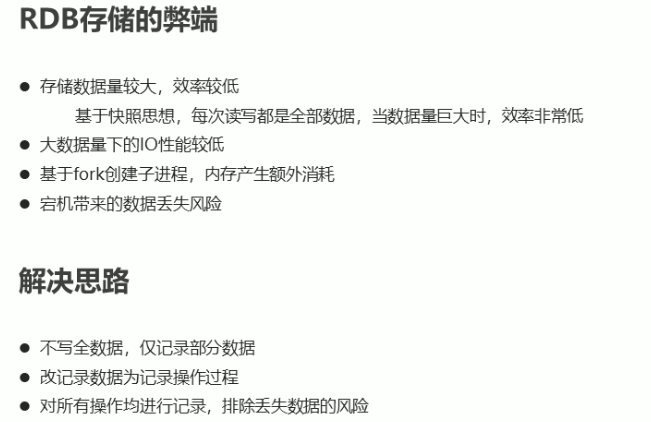 RDB存储的弊端
● 存储数据量较大，效率较低
基于快照思想，每次读写都是全部数据，当数据量巨大时，效率非常低
● 大数据量下的IO性能较低
● 基于fork创建子进程，内存产生额外消耗
● 宕机带来的数据丢失风险
解决思路
● 不写全数据，仅记录部分数据
● 改记录数据为记录操作过程
● 对所有操作均进行记录，排除丢失数据的风险